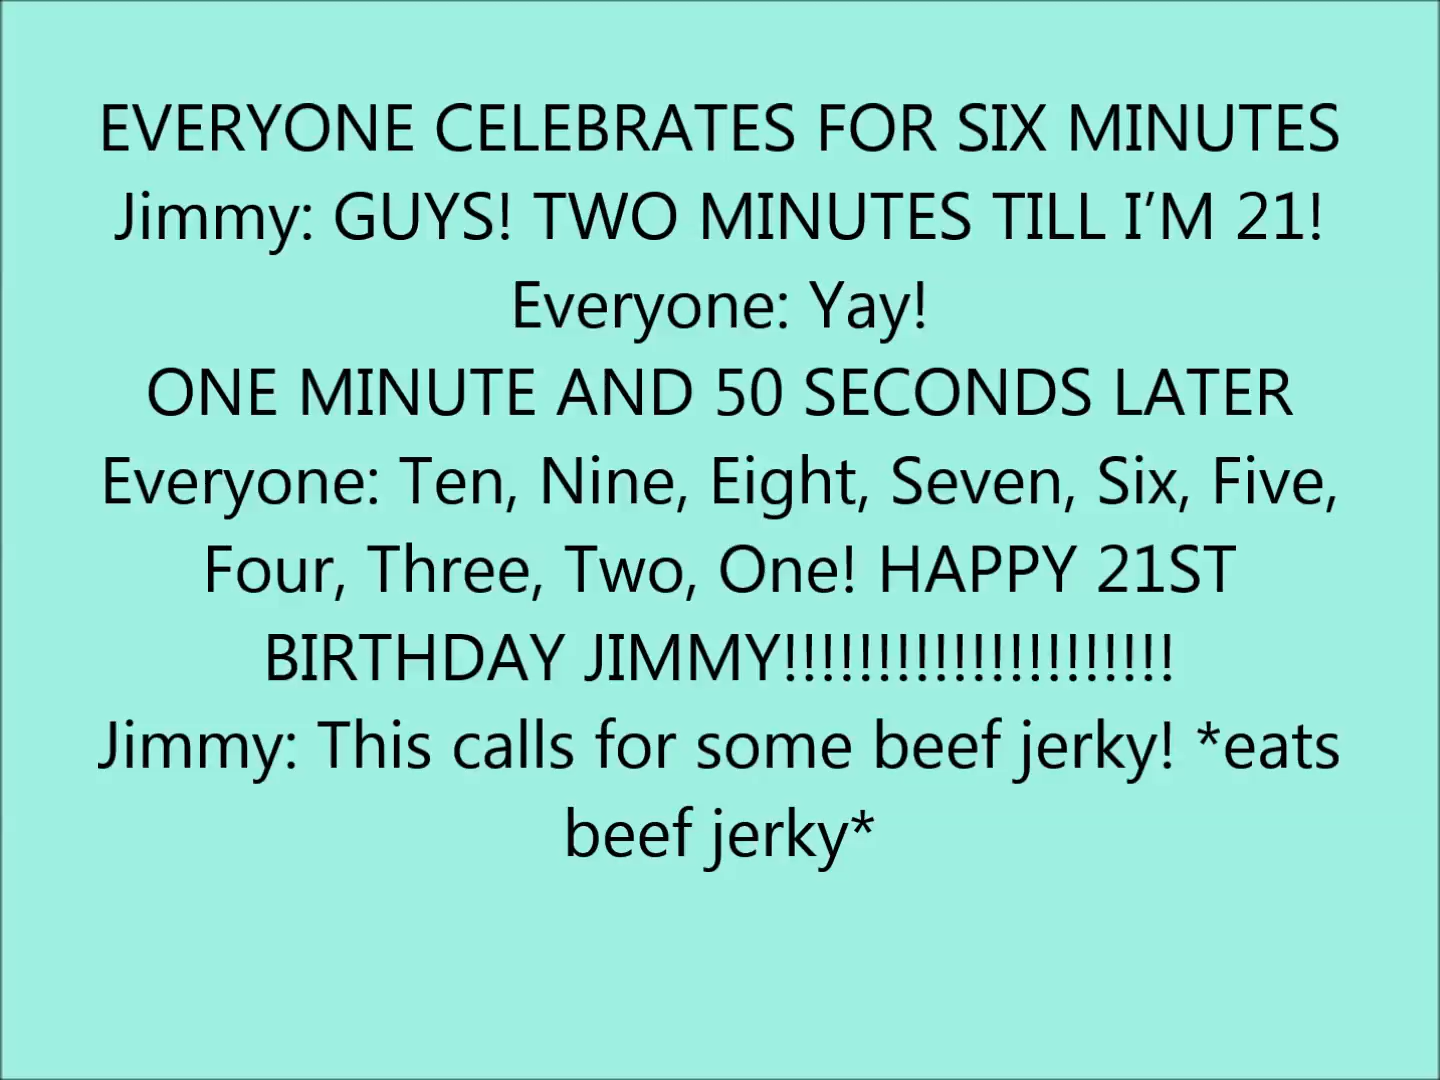 EVERYONE CELEBRATES FOR SIX MINUTES
Jimmy: GUYS! TWO MINUTES TILL I’M 21!
Everyone: Yay!
ONE MINUTE AND 50 SECONDS LATER
Everyone: Ten, Nine, Eight, Seven, Six, Five,
Four, Three, Two, One! HAPPY 21ST
BIRTHDAY JIMMY!!!!!!!!!!!!!!!!!!!!!
Jimmy: This calls for some beef jerky! *eats
beef jerky*